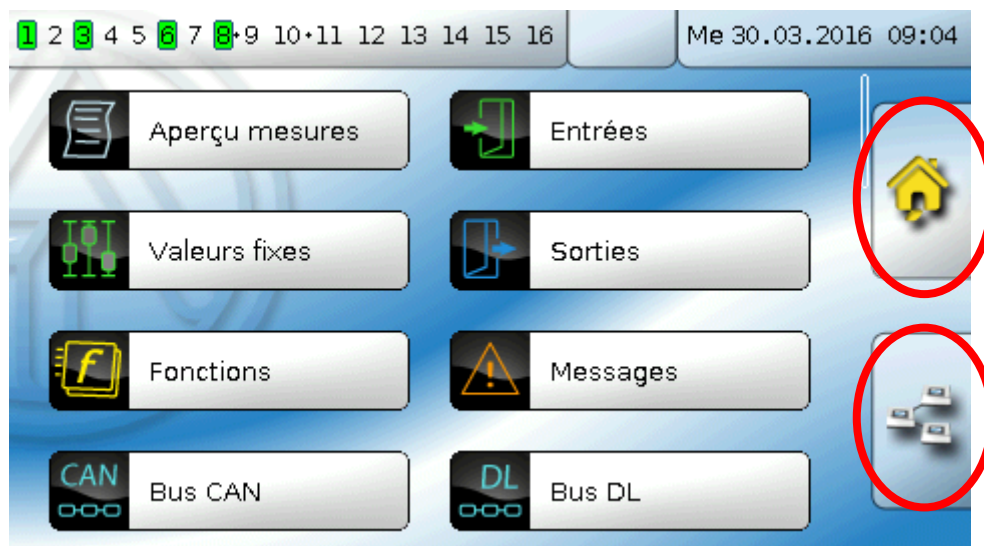 1 2 3 4 5 6 7 8•9 10•11 12 13 14 15 16
Me 30.03.2016 09:04
Aperçu mesures
Entrées
Valeurs fixes
Sorties
f Fonctions
Messages
CAN Bus CAN
DL Bus DL